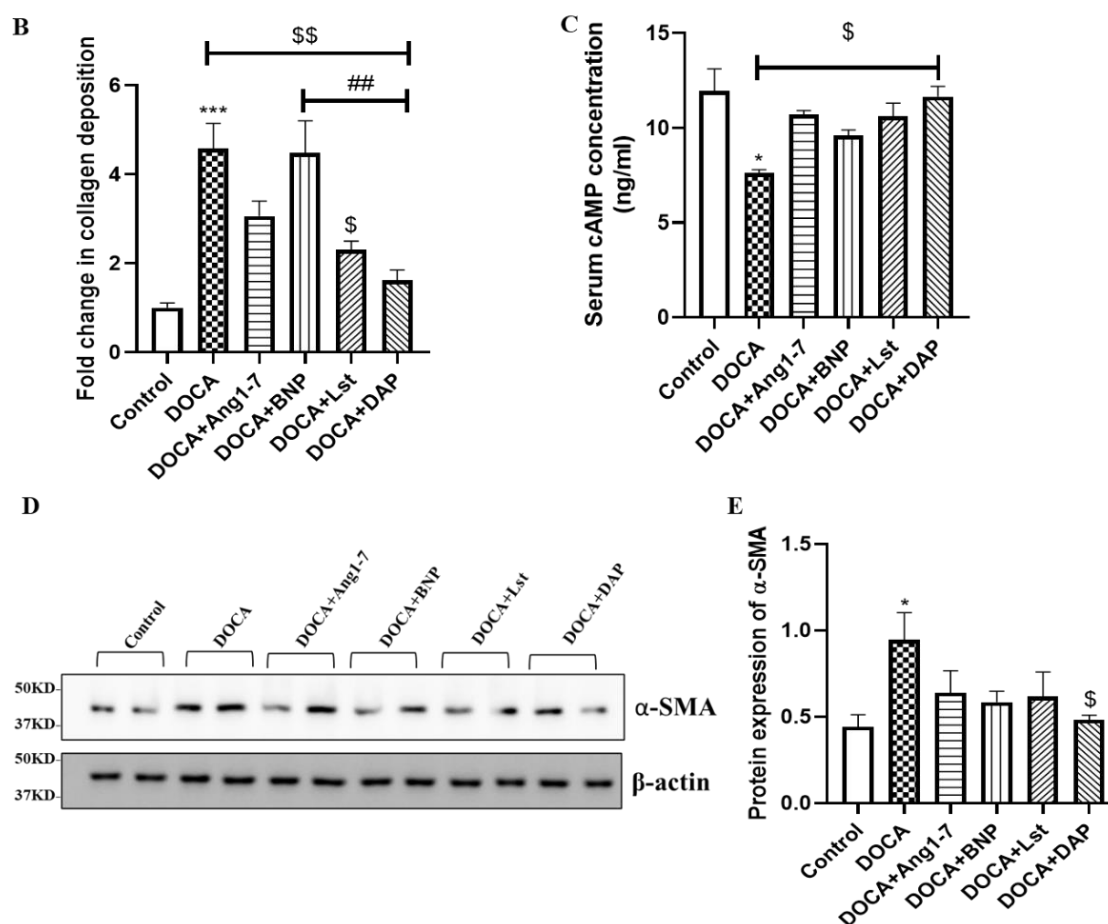 B
Fold change in collagen deposition
6
4
2
0
***
$$
##
$
Control
DOCA
DOCA+Ang1-7
DOCA+BNP
DOCA+Lst
DOCA+DAP
C
Serum cAMP concentration
(ng/ml)
15
10
5
0
*
$
Control
DOCA
DOCA+Ang1-7
DOCA+BNP
DOCA+Lst
DOCA+DAP
D
Control
DOCA
DOCA+Ang1-7
DOCA+BNP
DOCA+Lst
DOCA+DAP
50KD
37KD
α-SMA
50KD
37KD
β-actin
E
Protein expression of α-SMA
1.5
1.0
0.5
0.0
*
$
Control
DOCA
DOCA+Ang1-7
DOCA+BNP
DOCA+Lst
DOCA+DAP